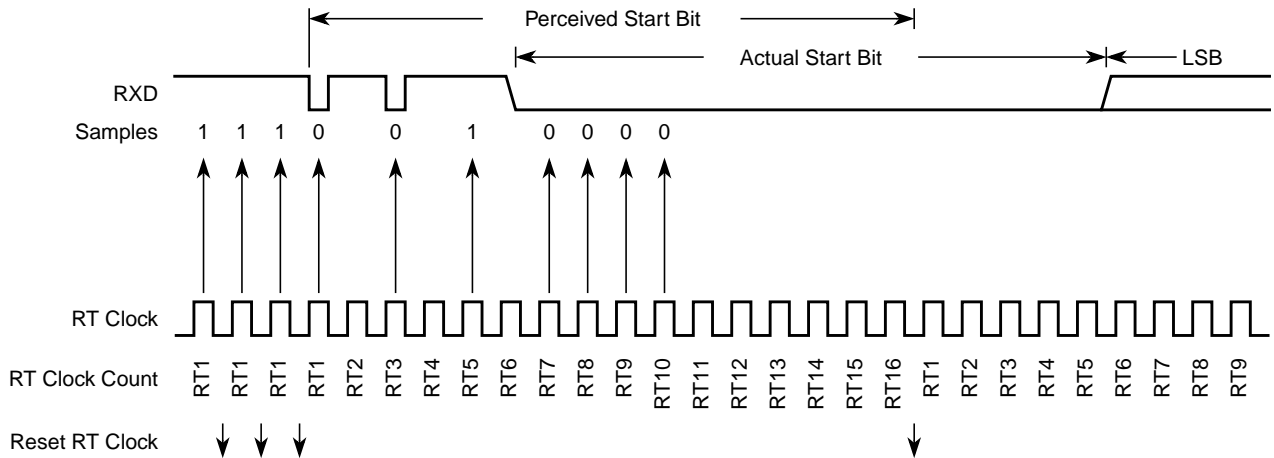 Perceived Start Bit
Actual Start Bit LSB
RXD
Samples 1 1 1 0 0 1 0 0 0 0
RT Clock
RT Clock Count RT1 RT1 RT1 RT1 RT2 RT3 RT4 RT5 RT6 RT7 RT8 RT9 RT10 RT11 RT12 RT13 RT14 RT15 RT16 RT1 RT2 RT3 RT4 RT5 RT6 RT7 RT8 RT9
Reset RT Clock